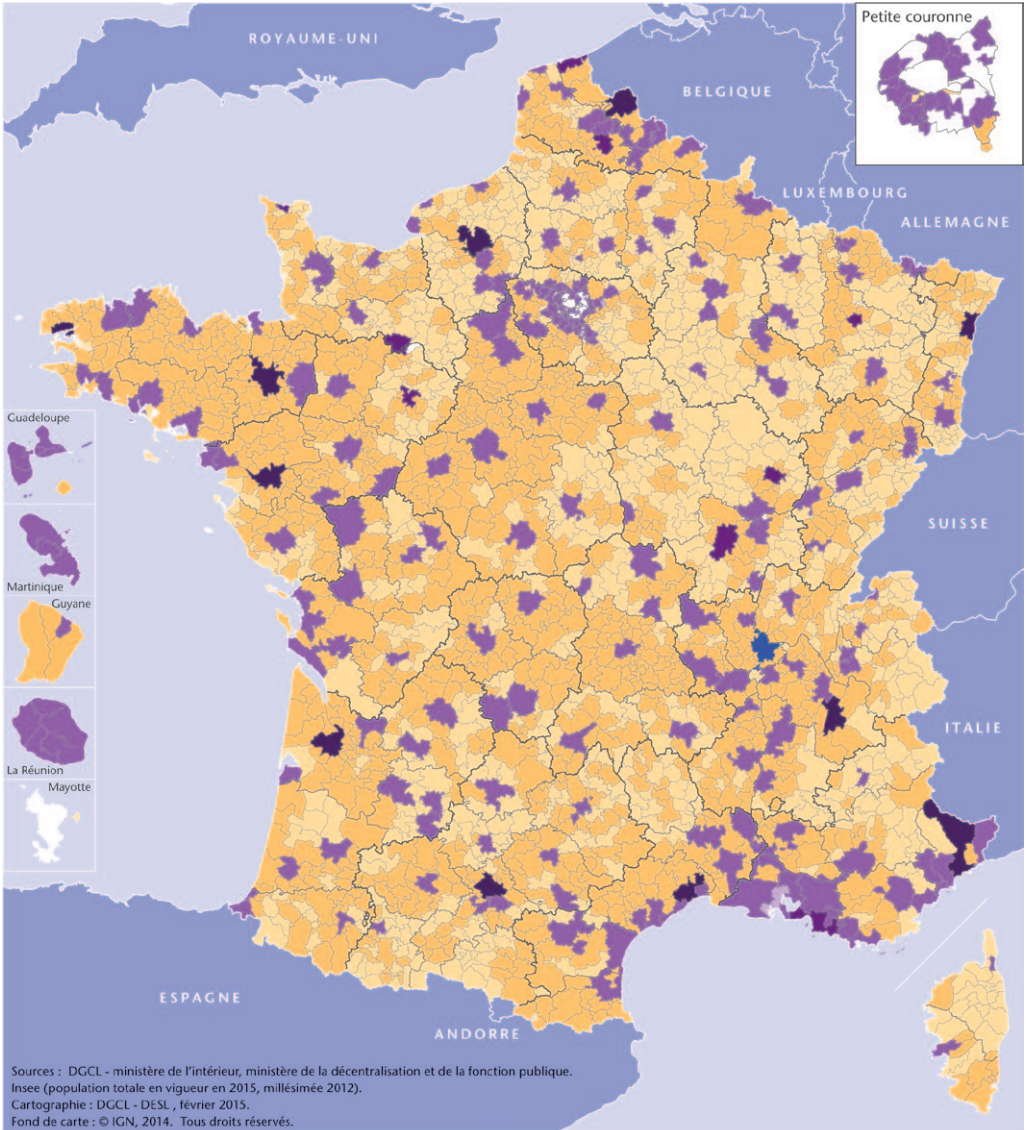 Petite couronne
ROYAUME-UNI
BELGIQUE
LUXEMBOURG
ALLEMAGNE
Guadeloupe
Martinique
Guyane
La Réunion
Mayotte
SUISSE
ITALIE
ESPAGNE
ANDORRE
Sources : DGCL - ministère de l'intérieur, ministère de la décentralisation et de la fonction publique.
Insee (population totale en vigueur en 2015, millésimée 2012).
Cartographie : DGCL - DESL , février 2015.
Fond de carte : © IGN, 2014. Tous droits réservés.